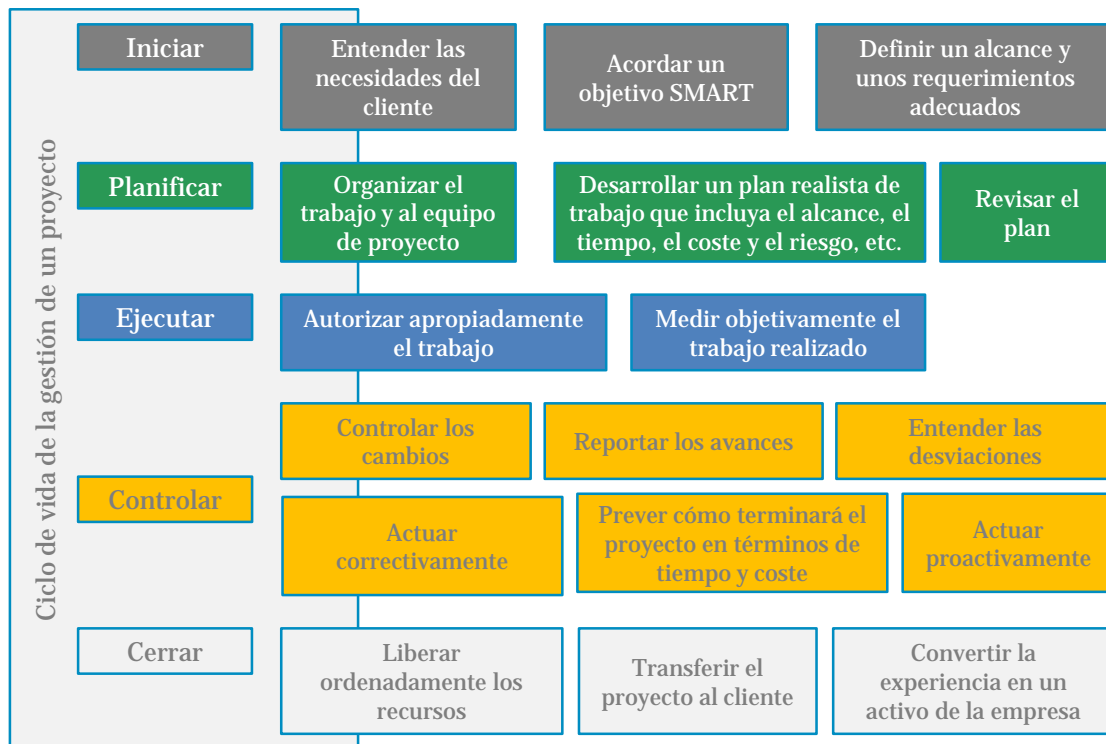 Ciclo de vida de la gestión de un proyecto
Iniciar
Entender las
necesidades del
cliente
Acordar un
objetivo SMART
Definir un alcance y
unos requerimientos
adecuados
Planificar
Organizar el
trabajo y al equipo
de proyecto
Desarrollar un plan realista de
trabajo que incluya el alcance, el
tiempo, el coste y el riesgo, etc.
Revisar el
plan
Ejecutar
Autorizar apropiadamente
el trabajo
Medir objetivamente el
trabajo realizado
Controlar
Controlar los
cambios
Reportar los avances
Entender las
desviaciones
Actuar
correctivamente
Prever cómo terminará el
proyecto en términos de
tiempo y coste
Actuar
proactivamente
Cerrar
Liberar
ordenadamente los
recursos
Transferir el
proyecto al cliente
Convertir la
experiencia en un
activo de la empresa